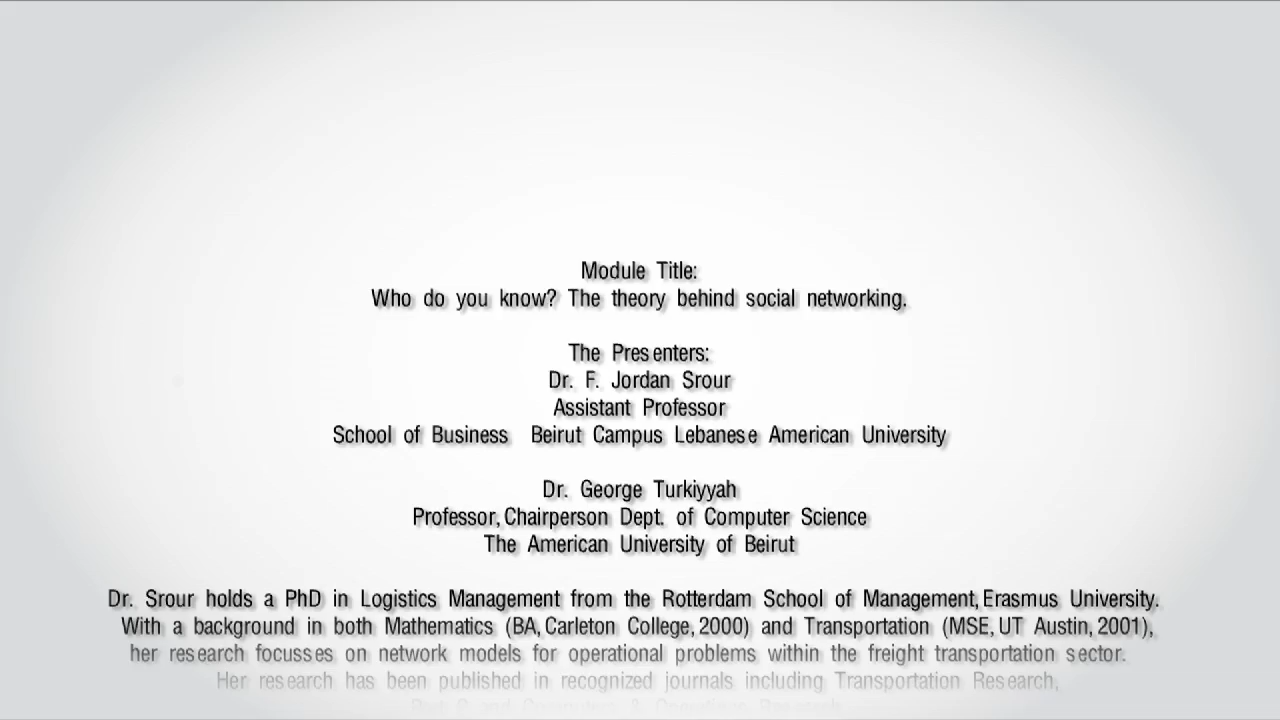 Module Title:
Who do you know? The theory behind social networking.
The Presenters:
Dr. F. Jordan Srour
Assistant Professor
School of Business Beirut Campus Lebanese American University
Dr. George Turkiyyah
Professor, Chairperson Dept. of Computer Science
The American University of Beirut
Dr. Srour holds a PhD in Logistics Management from the Rotterdam School of Management, Erasmus University.
With a background in both Mathematics (BA, Carleton College, 2000) and Transportation (MSE, UT Austin, 2001),
her research focusses on network models for operational problems within the freight transportation sector.
Her research has been published in recognized journals including Transportation Research,